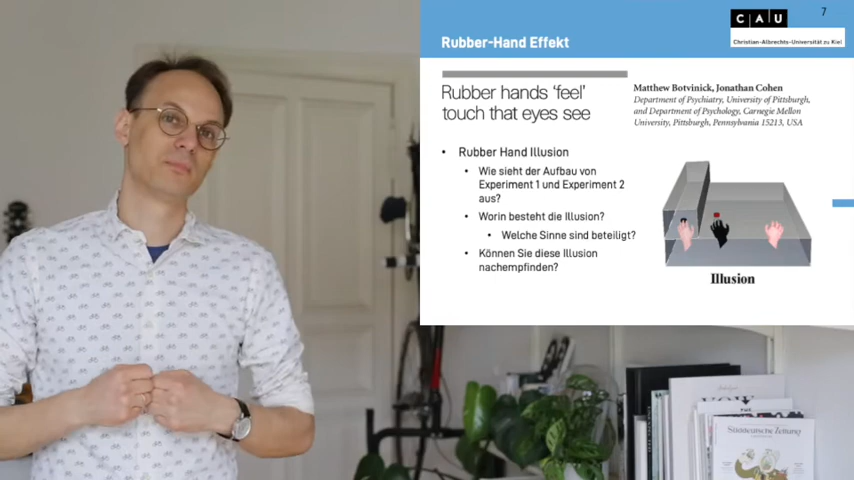 7
C A U
Christian-Albrechts-Universität zu Kiel
Rubber-Hand Effekt
Rubber hands ‘feel’
touch that eyes see
Matthew Botvinick, Jonathan Cohen
Department of Psychiatry, University of Pittsburgh,
and Department of Psychology, Carnegie Mellon
University, Pittsburgh, Pennsylvania 15213, USA
• Rubber Hand Illusion
• Wie sieht der Aufbau von
Experiment 1 und Experiment 2
aus?
• Worin besteht die Illusion?
• Welche Sinne sind beteiligt?
• Können Sie diese Illusion
nachempfinden?
Illusion
Süddeutsche Zeitung